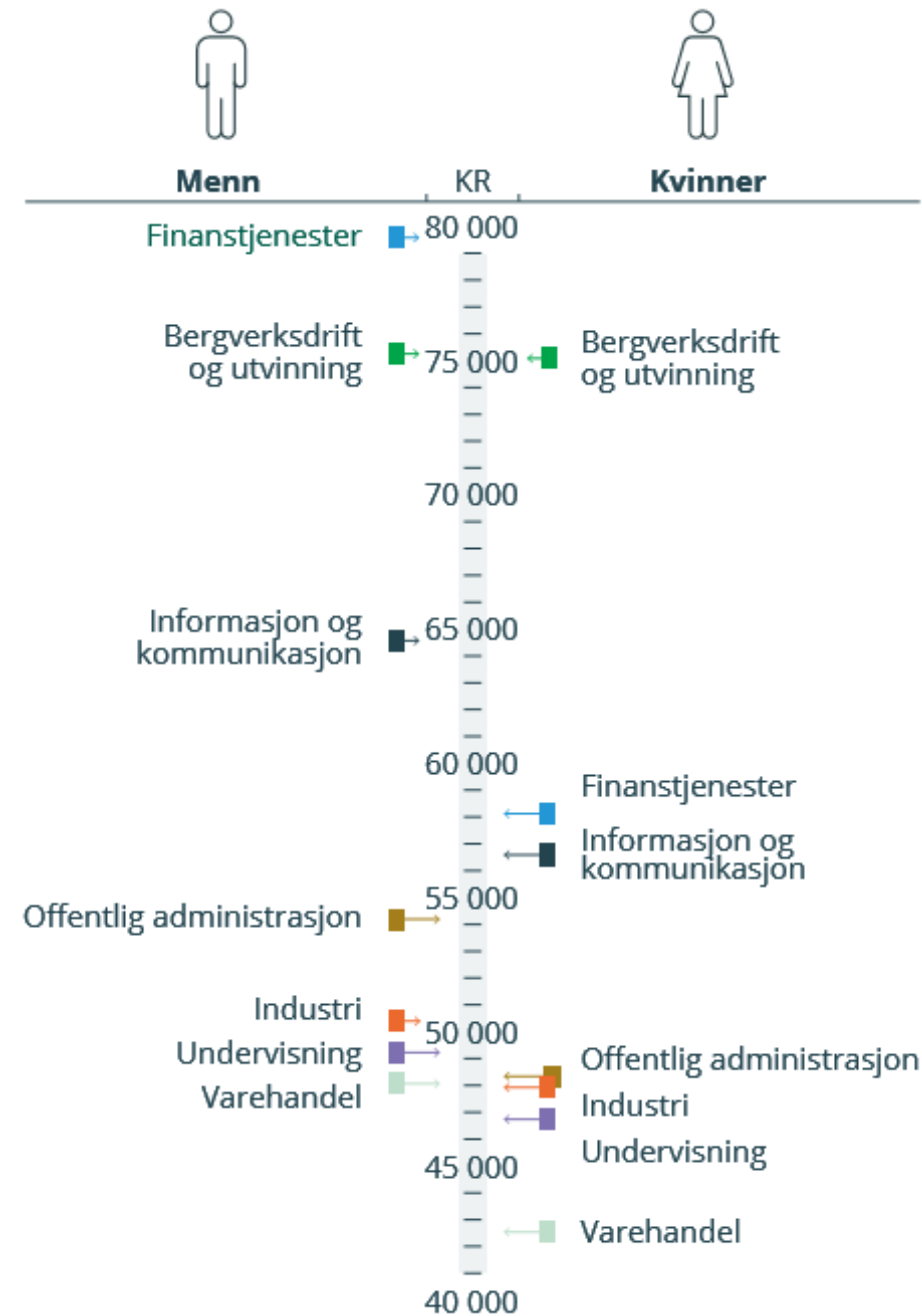 Menn KR Kvinner
80 000
Finanstjenester
Bergverksdrift
og utvinning
75 000
Bergverksdrift
og utvinning
70 000
Informasjon og
kommunikasjon
65 000
60 000
Finanstjenester
Informasjon og
kommunikasjon
55 000
Offentlig administrasjon
Industri
50 000
Undervisning
Varehandel
Offentlig administrasjon
Industri
Undervisning
45 000
Varehandel
40 000